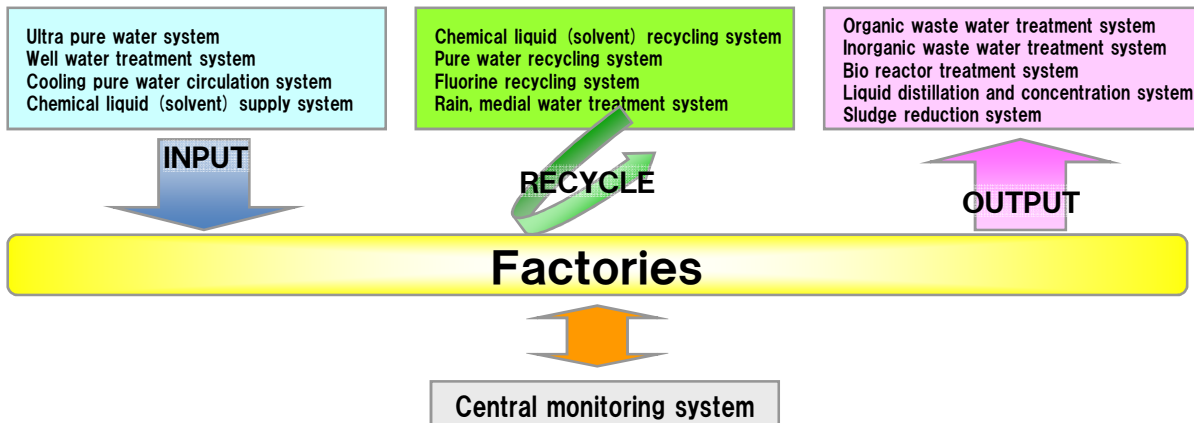 Ultra pure water system
Well water treatment system
Cooling pure water circulation system
Chemical liquid (solvent) supply system
Chemical liquid (solvent) recycling system
Pure water recycling system
Fluorine recycling system
Rain, medial water treatment system
Organic waste water treatment system
Inorganic waste water treatment system
Bio reactor treatment system
Liquid distillation and concentration system
Sludge reduction system
INPUT
RECYCLE
OUTPUT
Factories
Central monitoring system